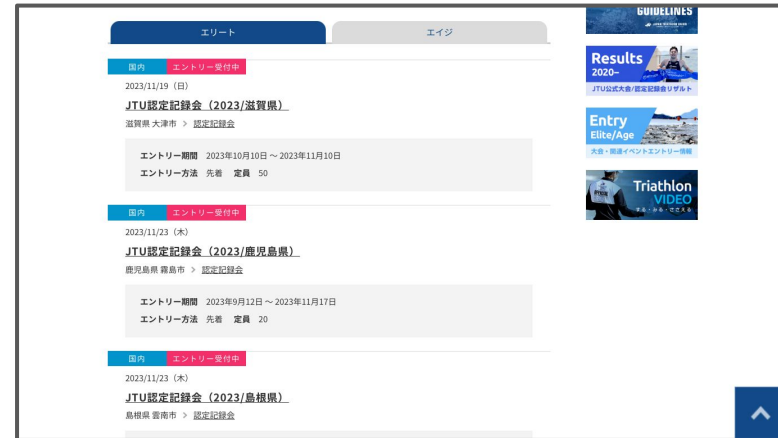 エリート
エイジ
国内 エントリー受付中
2023/11/19（日）
JTU認定記録会（2023/滋賀県）
滋賀県 大津市 > 認定記録会
エントリー期間 2023年10月10日 ～ 2023年11月10日
エントリー方法 先着 定員 50
国内 エントリー受付中
2023/11/23（木）
JTU認定記録会（2023/鹿児島県）
鹿児島県 霧島市 > 認定記録会
エントリー期間 2023年9月12日 ～ 2023年11月17日
エントリー方法 先着 定員 20
国内 エントリー受付中
2023/11/23（木）
JTU認定記録会（2023/島根県）
島根県 雲南市 > 認定記録会
GUIDELINES
Results
2020–
JTU公式大会/認定記録会リザルト
Entry
Elite/Age
大会・関連イベントエントリー情報
Triathlon
VIDEO
する・みる・ささえる